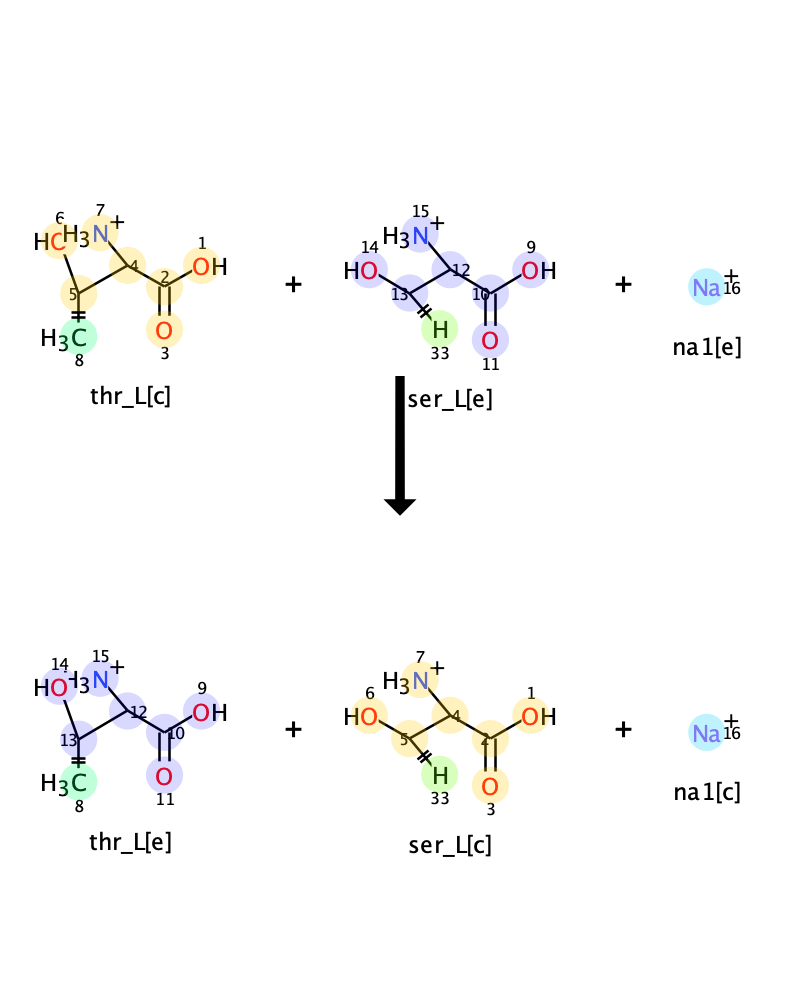 6 7 1
HO H3N+ OH
4 2
5
H3C O
8 3
thr_L[c]
+
15 9
14 H3N+
HO 12 OH
13 10
H O
33 11
ser_L[e]
+
Na+ 16
na1[e]
14 15 9
HO H3N+ OH
12 10
13
H3C O
8 11
thr_L[e]
+
7 1
6 H3N+
HO 4 OH
5 2
H O
33 3
ser_L[c]
+
Na+ 16
na1[c]